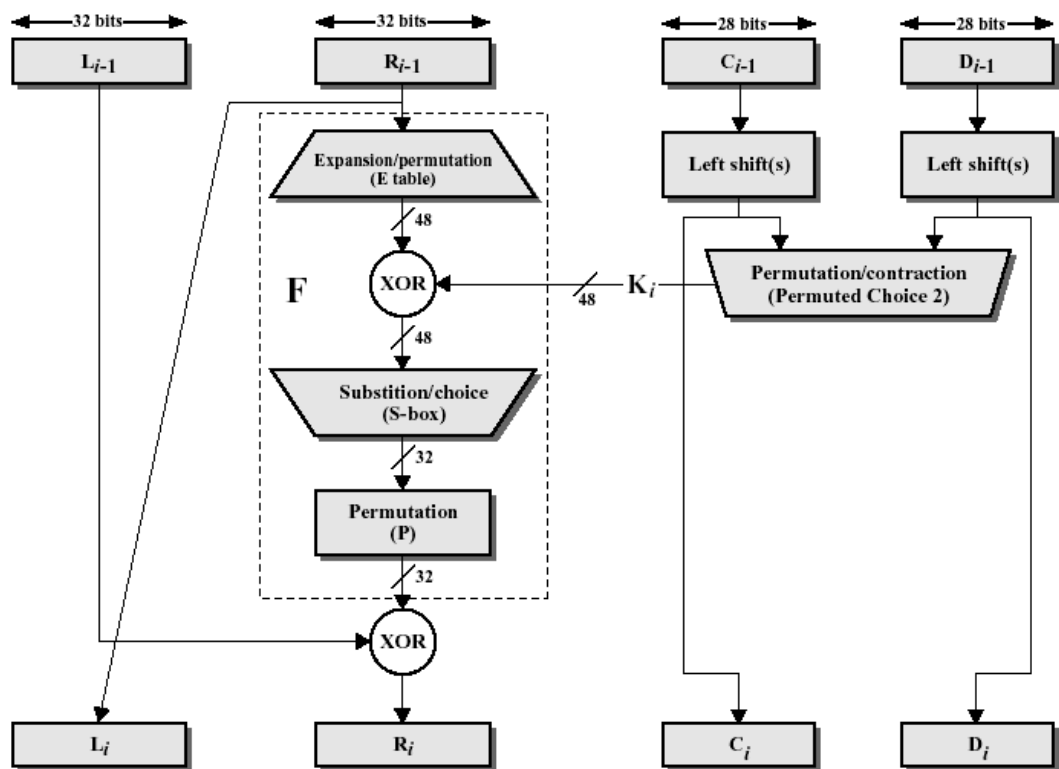 32 bits
32 bits
28 bits
28 bits
Li-1
Ri-1
Ci-1
Di-1
Expansion/permutation
(E table)
Left shift(s)
Left shift(s)
48
F
XOR
48
Ki
Permutation/contraction
(Permuted Choice 2)
48
Substition/choice
(S-box)
32
Permutation
(P)
32
XOR
Li
Ri
Ci
Di